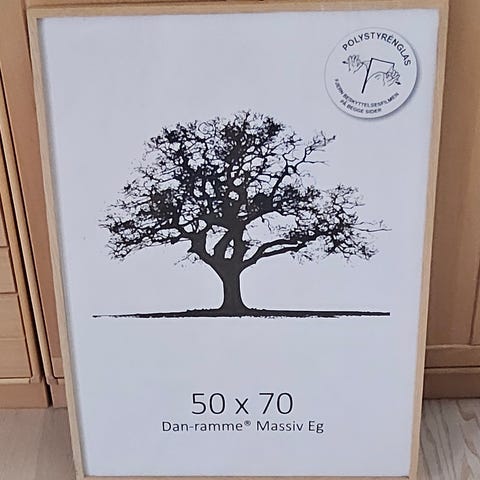 POLYSTYRENGLAS
FJERN BESKYTTELSESFILMEN
PÅ BEGGE SIDER
50 x 70
Dan-ramme® Massiv Eg